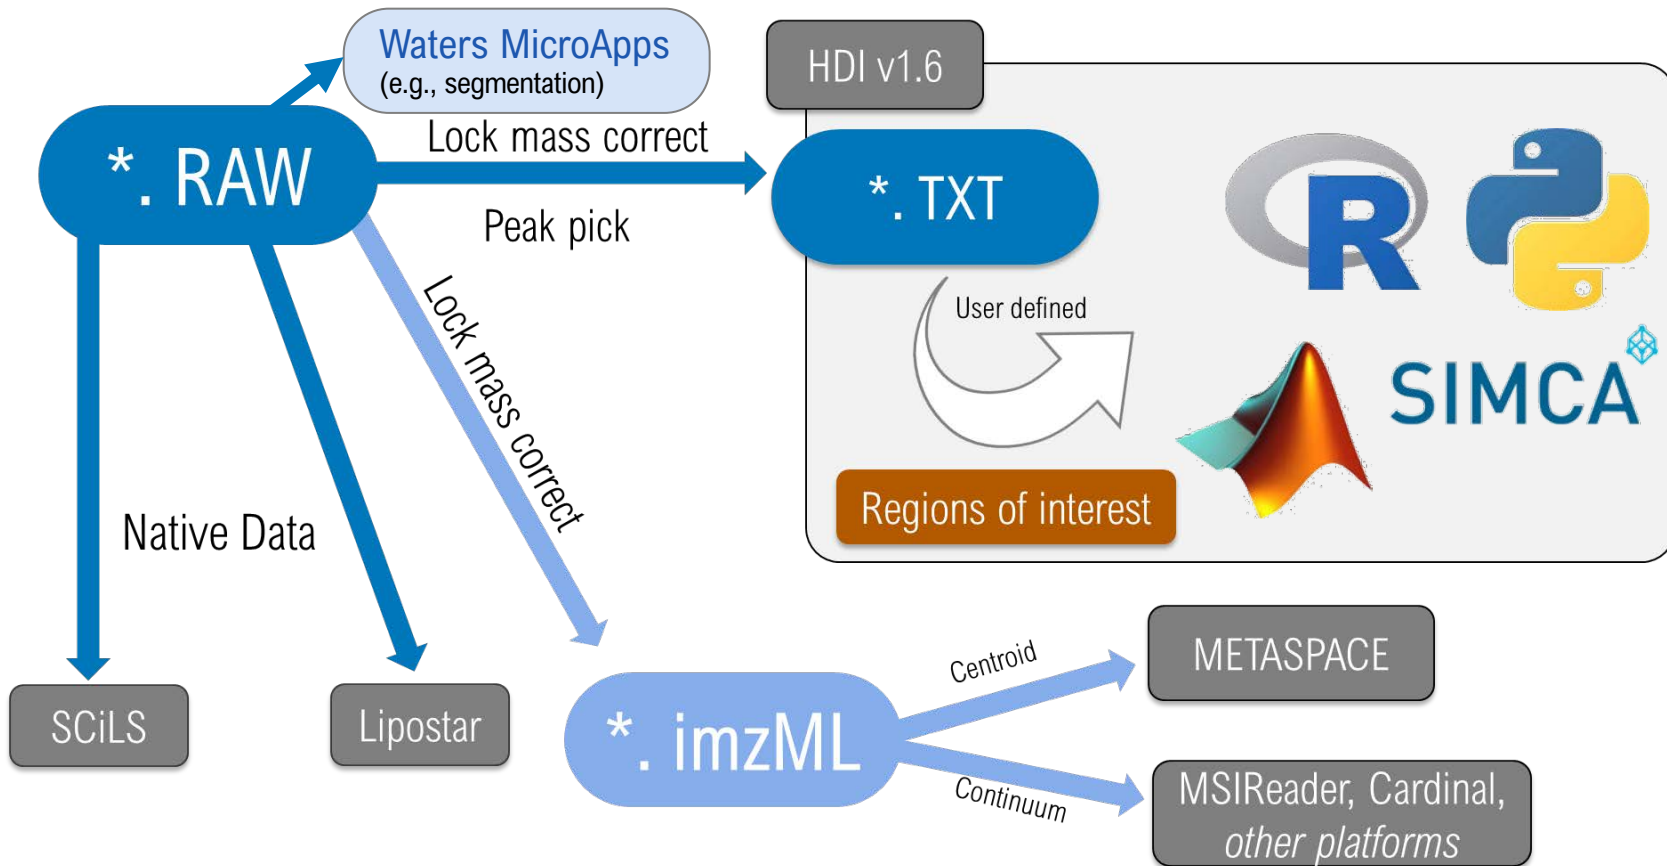 Waters MicroApps
(e.g., segmentation)
HDI v1.6
*. RAW
Lock mass correct
Peak pick
*. TXT
R
User defined
SIMCA
Regions of interest
Lock mass correct
Native Data
SCiLS
Lipostar
*. imzML
Centroid
METASPACE
Continuum
MSIReader, Cardinal,
other platforms